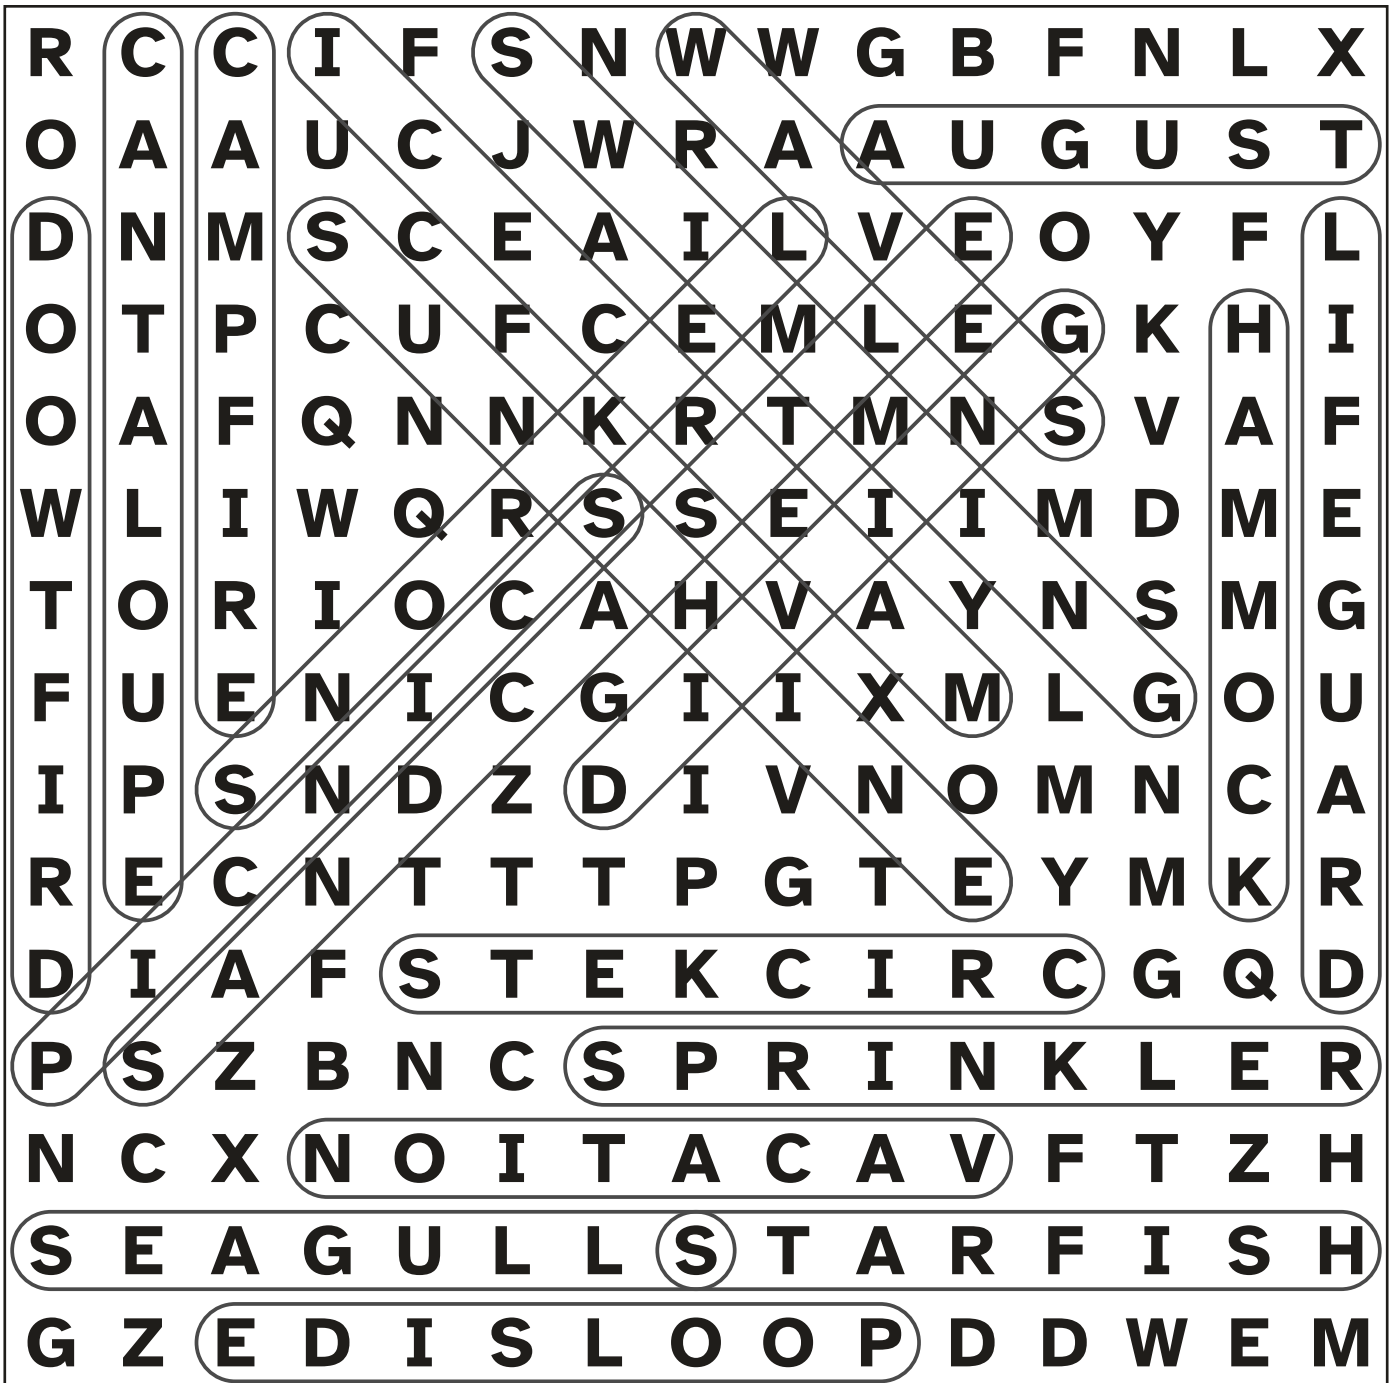 R C C I F S N W W G B F N L X
O A A U C J W R A A U G U S T
D N M S C E A I L V E O Y F L
O T P C U F C E M L E G K H I
O A F Q N N K R T M N S V A F
W L I W Q R S S E I I M D M E
T O R I O C A H V A Y N S M G
F U E N I C G I I X M L G O U
I P S N D Z D I V N O M N C A
R E C N T T T P G T E Y M K R
D I A F S T E K C I R C G Q D
P S Z B N C S P R I N K L E R
N C X N O I T A C A V F T Z H
S E A G U L L S T A R F I S H
G Z E D I S L O O P D D W E M